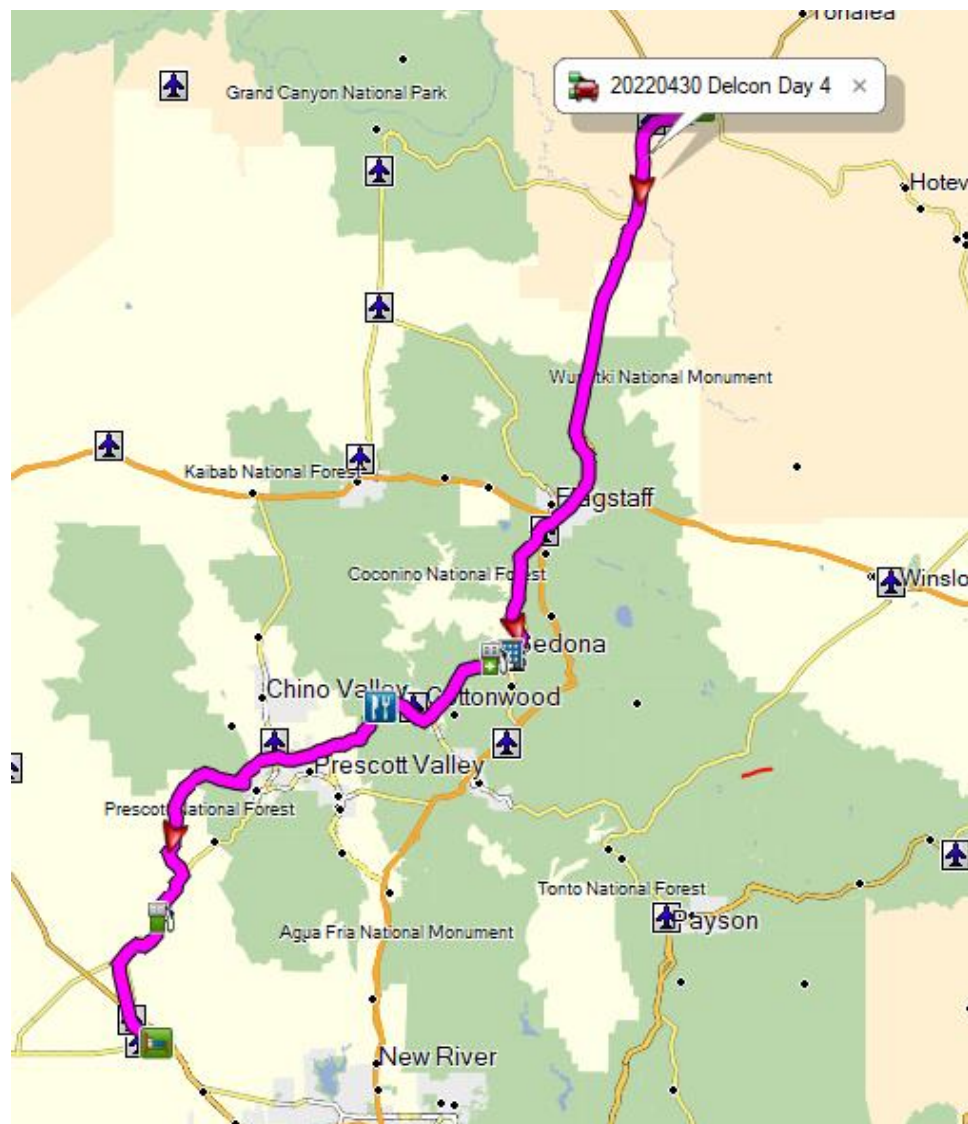 Grand Canyon National Park
20220430 Delcon Day 4
Hotev
National Monument
Kaibab National Forest
Flagstaff
Coconino National Forest
Winslo
Sedona
Chino Valley
Cottonwood
Prescott Valley
Prescott National Forest
Tonto National Forest
Payson
Agua Fria National Monument
New River